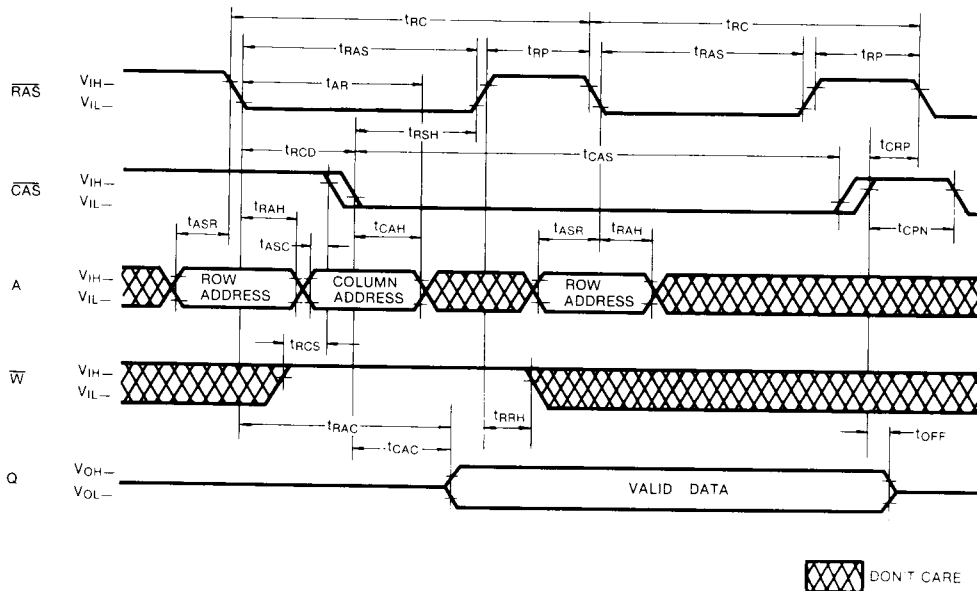 tRC tRC
tRAS tRP tRAS tRP
RAS VIH VIL tAR
tRSH
tRCD tCAS tCRP
CAS VIH VIL
tASR tRAH tASC tCAH tASR tRAH tCPN
A VIH VIL ROW ADDRESS COLUMN ADDRESS ROW ADDRESS
tRCS
W VIH VIL
tRAC tCAC tRRH tOFF
Q VOH VOL VALID DATA
DON'T CARE